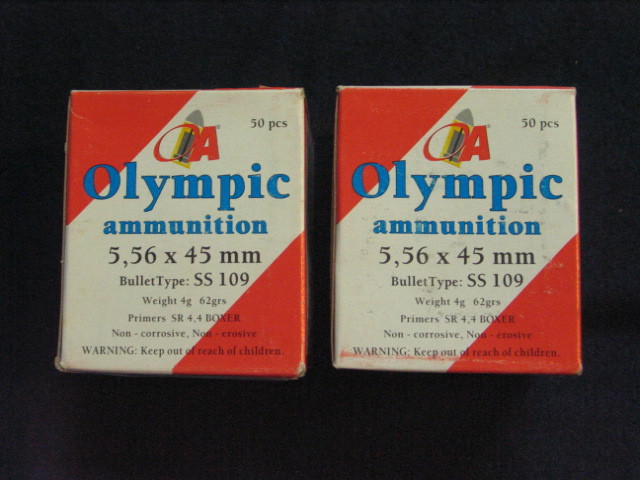 50 pcs
OA
Olympic
ammunition
5,56 x 45 mm
BulletType: SS 109
Weight 4g 62grs
Primers SR 4,4 BOXER
Non - corrosive, Non - erosive
WARNING: Keep out of reach of children.
50 pcs
OA
Olympic
ammunition
5,56 x 45 mm
BulletType: SS 109
Weight 4g 62grs
Primers SR 4,4 BOXER
Non - corrosive, Non - erosive
WARNING: Keep out of reach of children.